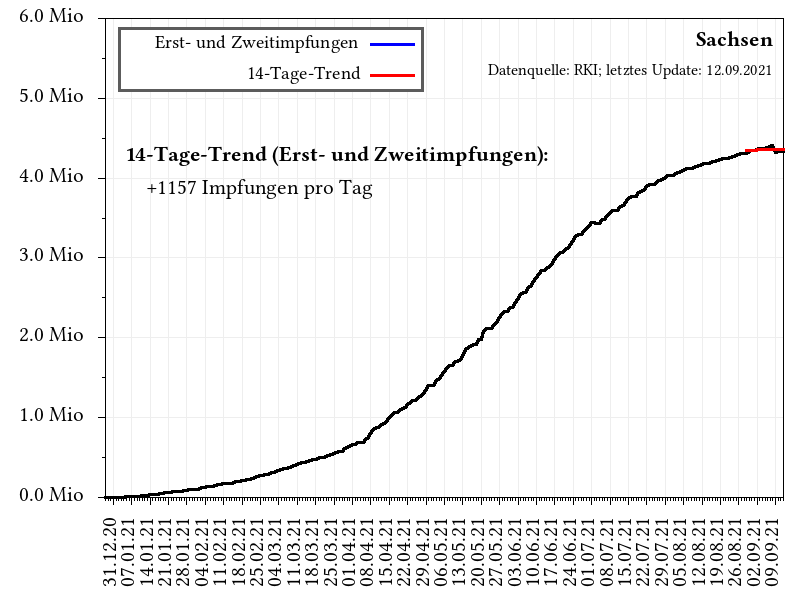 6.0 Mio
5.0 Mio
4.0 Mio
3.0 Mio
2.0 Mio
1.0 Mio
0.0 Mio
Erst- und Zweitimpfungen
14-Tage-Trend
Sachsen
Datenquelle: RKI; letztes Update: 12.09.2021
14-Tage-Trend (Erst- und Zweitimpfungen):
+1157 Impfungen pro Tag
31.12.20
07.01.21
14.01.21
21.01.21
28.01.21
04.02.21
11.02.21
18.02.21
25.02.21
04.03.21
11.03.21
18.03.21
25.03.21
01.04.21
08.04.21
15.04.21
22.04.21
29.04.21
06.05.21
13.05.21
20.05.21
27.05.21
03.06.21
10.06.21
17.06.21
24.06.21
01.07.21
08.07.21
15.07.21
22.07.21
29.07.21
05.08.21
12.08.21
19.08.21
26.08.21
02.09.21
09.09.21